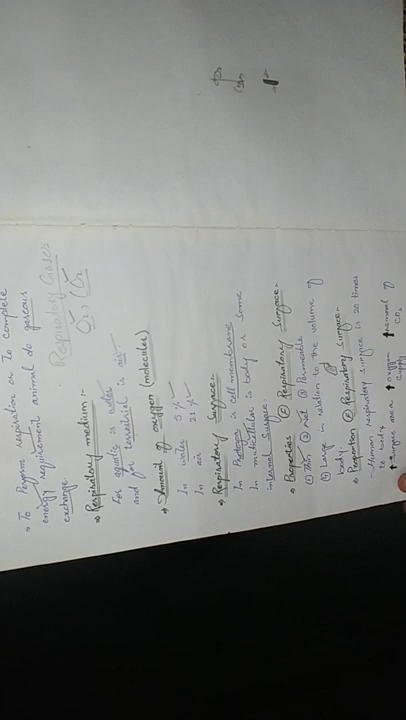 → To Perform respiration or To complete
energy requirement animal do gaseous
exchange.
Respiratory Gases
O₂, CO₂
⇒ Respiratory medium :-
For aquatic is water
and for terrestrial is air.
⇒ Amount of oxygen (molecules)
In water 5 %
In air 21 %
⇒ Respiratory Surface:-
In Protozoa is cell membrane
In multicellular is body or some
internal surface.
⇒ Properties of Respiratory Surface:-
① Thin ② wet ③ Permeable
④ Large in relation to the volume of
body.
⇒ Proportion of Respiratory surface:-
Human respiratory surface is 20 times
to body
↑ surface area ↑ oxygen supply ↑ removal of CO₂